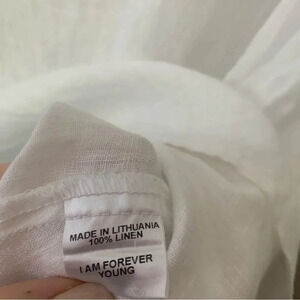 MADE IN LITHUANIA
100% LINEN
I AM FOREVER
YOUNG